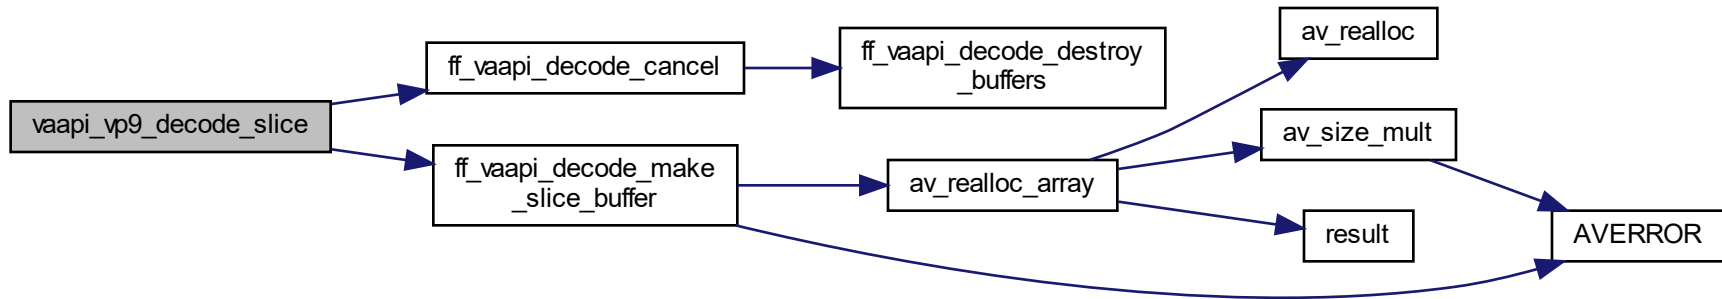 vaapi_vp9_decode_slice
ff_vaapi_decode_cancel
ff_vaapi_decode_destroy
_buffers
ff_vaapi_decode_make
_slice_buffer
av_realloc_array
av_realloc
av_size_mult
result
AVERROR